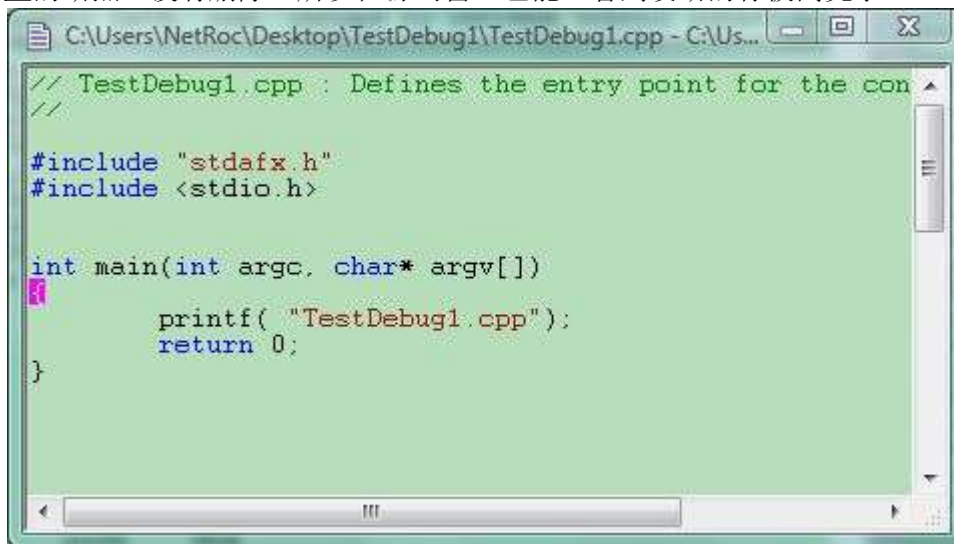 C:\Users\NetRoc\Desktop\TestDebug1\TestDebug1.cpp - C:\Us...
// TestDebug1.cpp : Defines the entry point for the con
//
#include "stdafx.h"
#include <stdio.h>
int main(int argc, char* argv[])
{
printf( "TestDebug1.cpp");
return 0;
}